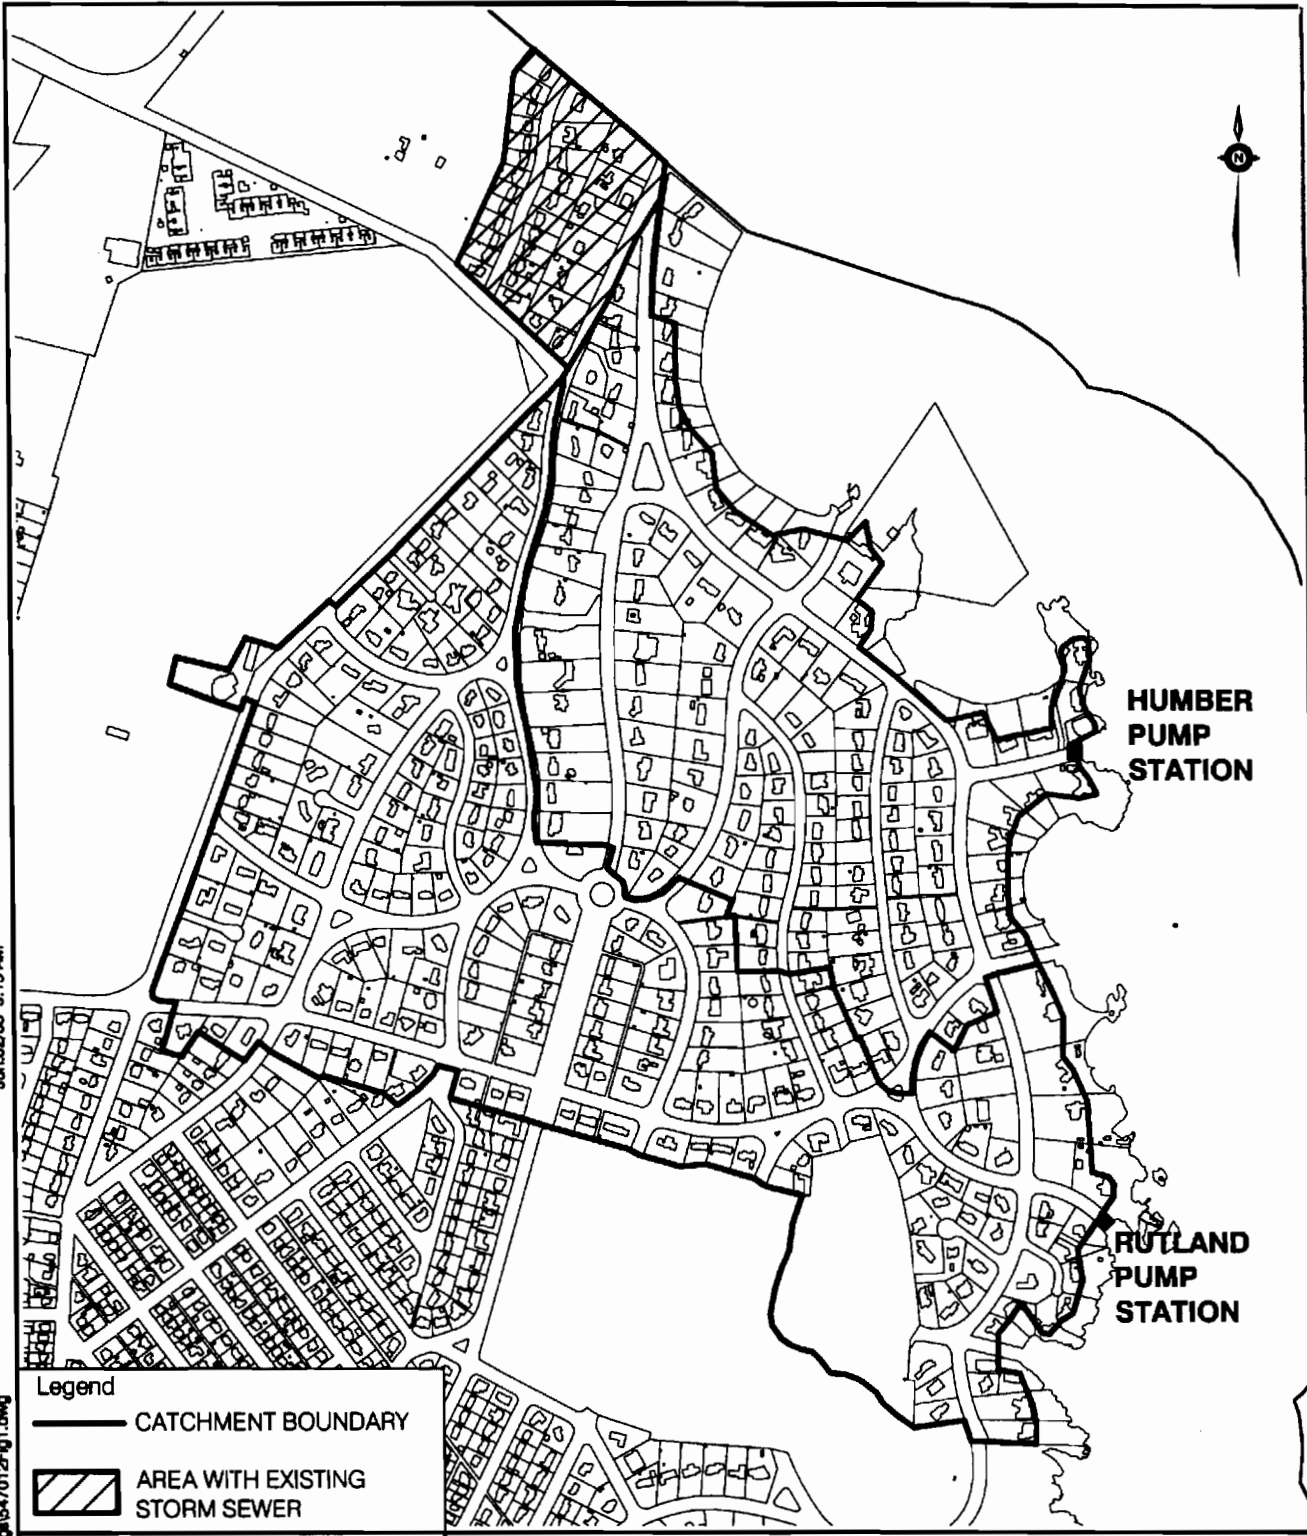 N
HUMBER
PUMP
STATION
RUTLAND
PUMP
STATION
Legend
CATCHMENT BOUNDARY
AREA WITH EXISTING
STORM SEWER